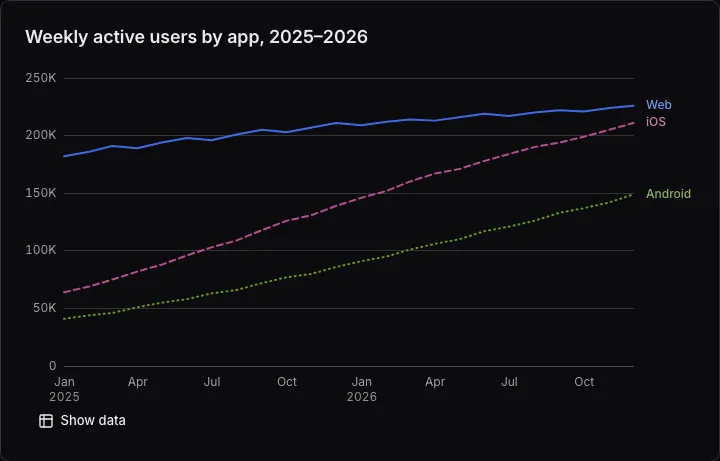 Weekly active users by app, 2025–2026
250K
200K
150K
100K
50K
0
Web
iOS
Android
Jan Apr Jul Oct Jan Apr Jul Oct
2025 2026
Show data